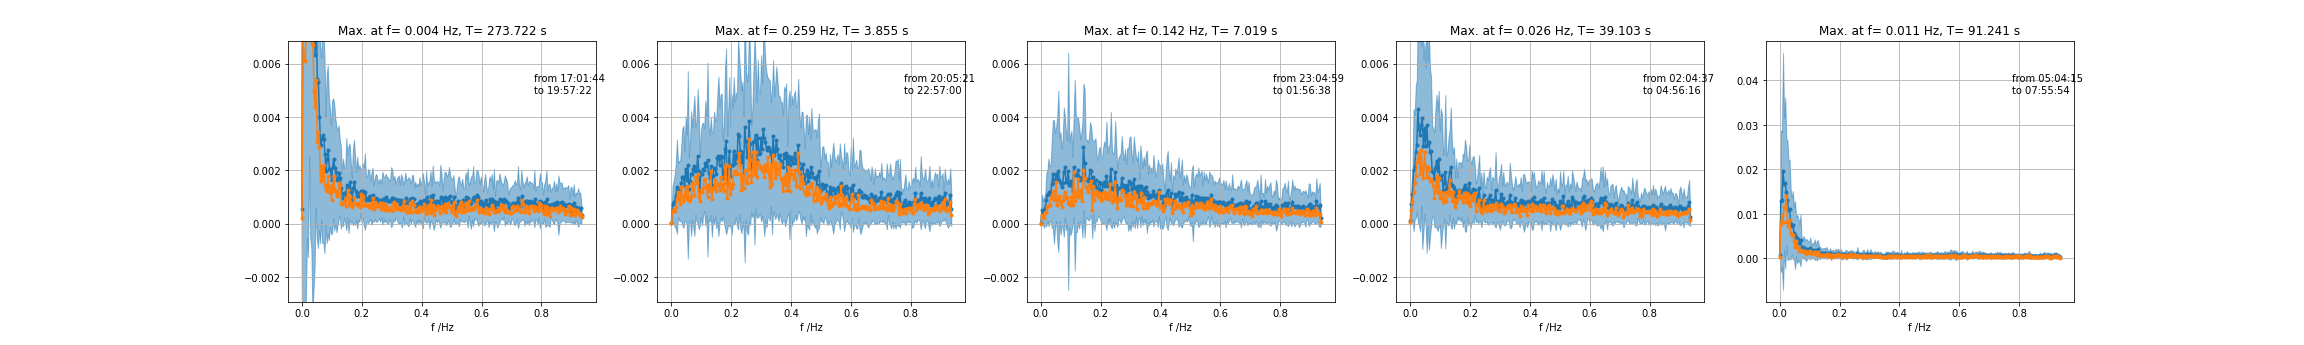 Max. at f= 0.004 Hz, T= 273.722 s
from 17:01:44
to 19:57:22
0.006
0.004
0.002
0.000
−0.002
0.0 0.2 0.4 0.6 0.8
f /Hz
Max. at f= 0.259 Hz, T= 3.855 s
from 20:05:21
to 22:57:00
0.006
0.004
0.002
0.000
−0.002
0.0 0.2 0.4 0.6 0.8
f /Hz
Max. at f= 0.142 Hz, T= 7.019 s
from 23:04:59
to 01:56:38
0.006
0.004
0.002
0.000
−0.002
0.0 0.2 0.4 0.6 0.8
f /Hz
Max. at f= 0.026 Hz, T= 39.103 s
from 02:04:37
to 04:56:16
0.006
0.004
0.002
0.000
−0.002
0.0 0.2 0.4 0.6 0.8
f /Hz
Max. at f= 0.011 Hz, T= 91.241 s
from 05:04:15
to 07:55:54
0.04
0.03
0.02
0.01
0.00
0.0 0.2 0.4 0.6 0.8
f /Hz